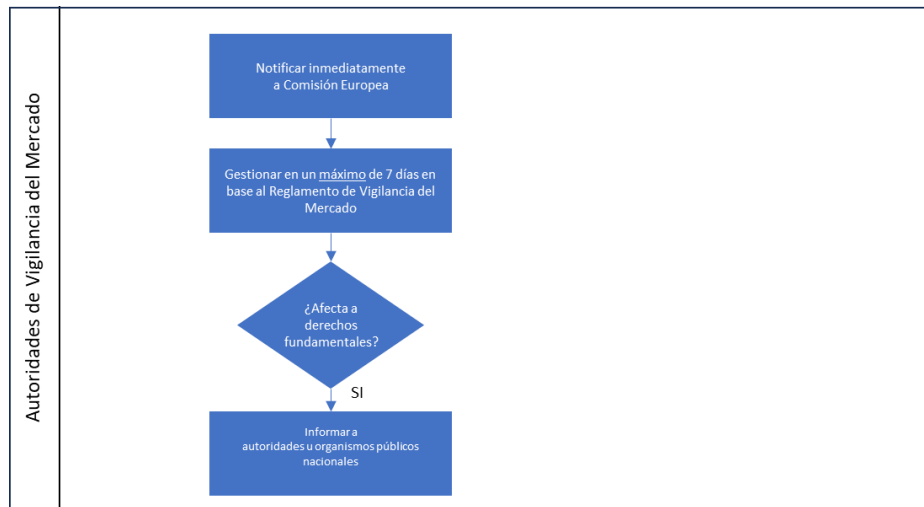 Autoridades de Vigilancia del Mercado
Notificar inmediatamente
a Comisión Europea
Gestionar en un máximo de 7 días en
base al Reglamento de Vigilancia del
Mercado
¿Afecta a
derechos
fundamentales?
SI
Informar a
autoridades u organismos públicos
nacionales